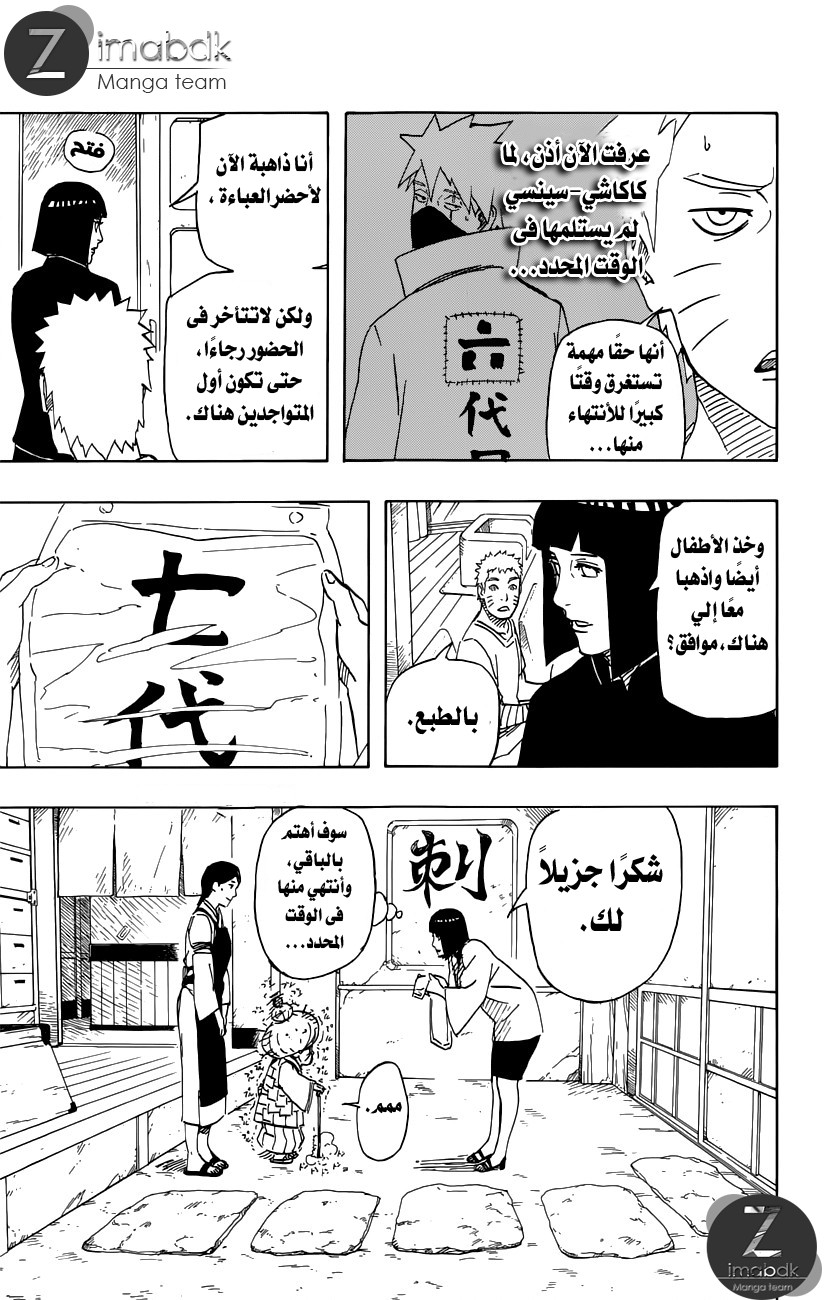 Zimabdk
Manga team
عرفت الآن أذن، لما
كاكاشي-سينسي
لم يستلمها فى
الوقت المحدد...
أنها حقًا مهمة
تستغرق وقتًا
كبيرًا للأنتهاء
منها...
六
代
فتح
أنا ذاهبة الآن
لأحضر العباءة ،
ولكن لاتتأخر فى
الحضور رجاءًا،
حتى تكون أول
المتواجدين هناك.
وخذ الأطفال
أيضًا واذهبا
معًا إلي
هناك، موافق؟
بالطبع.
七
代
شكرًا جزيلاً
لك.
刺
سوف أهتم
بالباقي،
وأنتهي منها
فى الوقت
المحدد...
ممم.
Zimabdk
Manga team